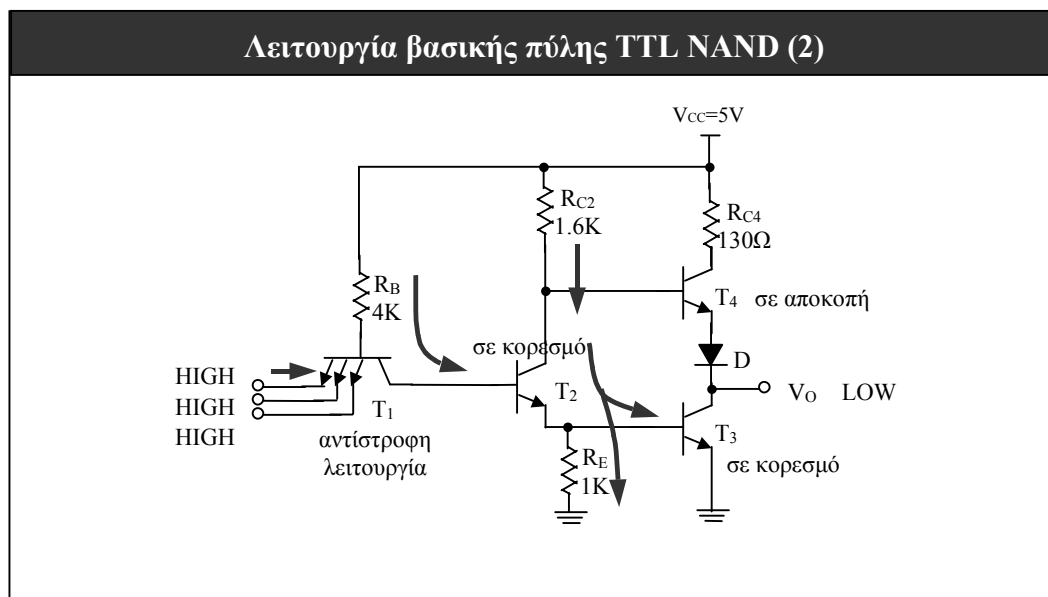 Λειτουργία βασικής πύλης TTL NAND (2)
VCC=5V
RC2
1.6K
RC4
130Ω
RB
4K
T4 σε αποκοπή
σε κορεσμό
D
HIGH
HIGH
HIGH
T1
T2
VO LOW
αντίστροφη
λειτουργία
T3
σε κορεσμό
RE
1K